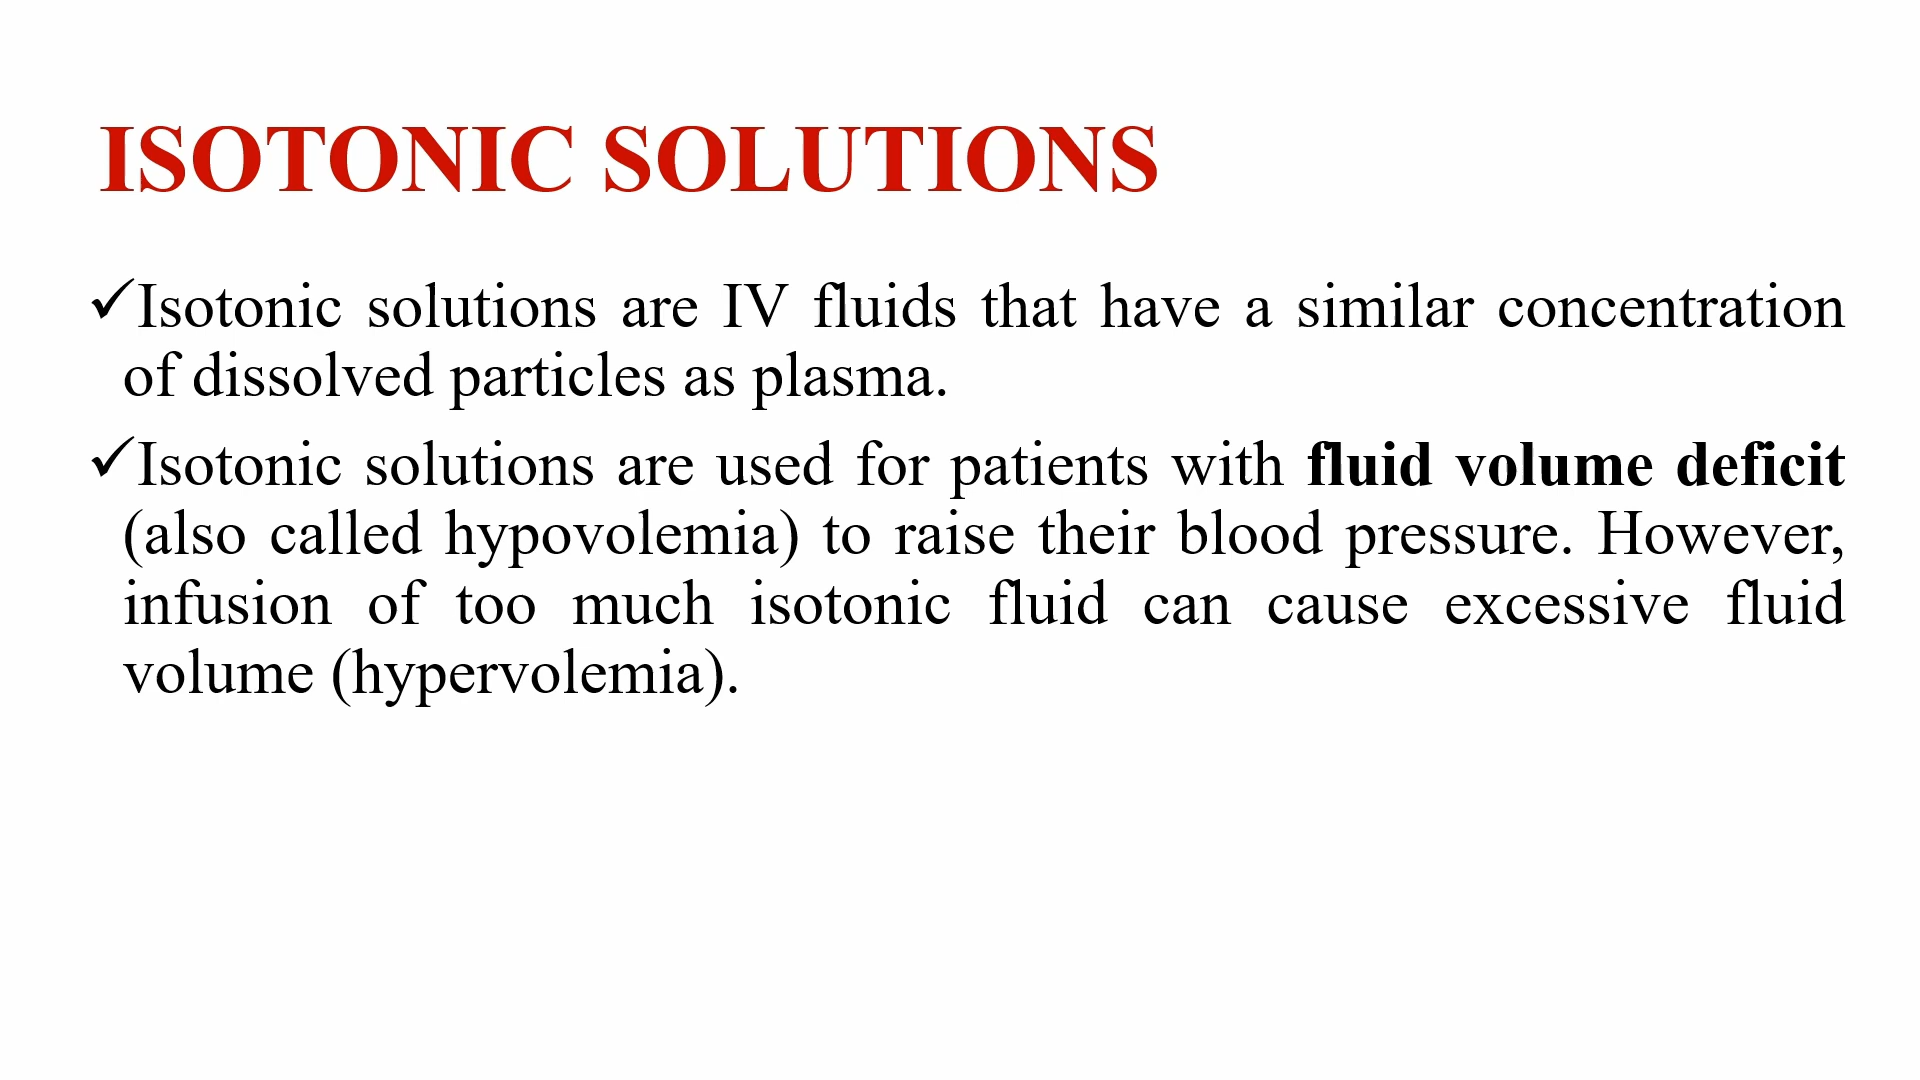 ISOTONIC SOLUTIONS
✓Isotonic solutions are IV fluids that have a similar concentration
of dissolved particles as plasma.
✓Isotonic solutions are used for patients with fluid volume deficit
(also called hypovolemia) to raise their blood pressure. However,
infusion of too much isotonic fluid can cause excessive fluid
volume (hypervolemia).